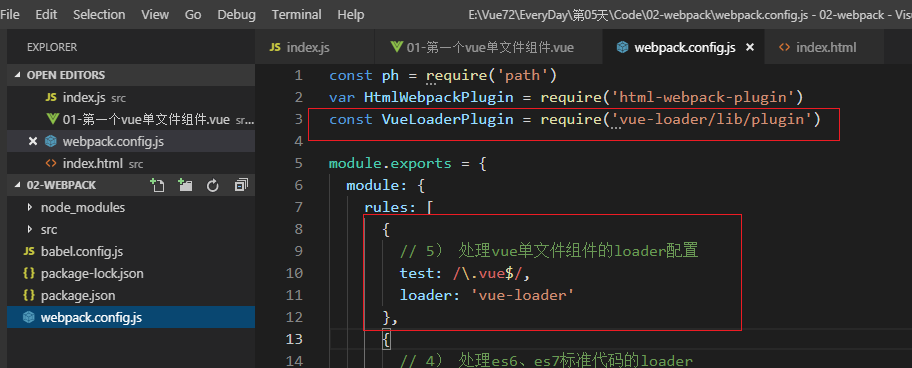 File Edit Selection View Go Debug Terminal Help E:\Vue72\EveryDay\第05天\Code\02-webpack\webpack.config.js - 02-webpack - Vis
EXPLORER
OPEN EDITORS
index.js src
01-第一个vue单文件组件.vue src
webpack.config.js
index.html src
02-WEBPACK
node_modules
src
babel.config.js
package-lock.json
package.json
webpack.config.js
index.js 01-第一个vue单文件组件.vue webpack.config.js index.html
1 const ph = require('path')
2 var HtmlWebpackPlugin = require('html-webpack-plugin')
3 const VueLoaderPlugin = require('vue-loader/lib/plugin')
4
5 module.exports = {
6 module: {
7 rules: [
8 {
9 // 5） 处理vue单文件组件的loader配置
10 test: /\.vue$/,
11 loader: 'vue-loader'
12 },
13 {
14 // 4） 处理es6、es7标准代码的loader